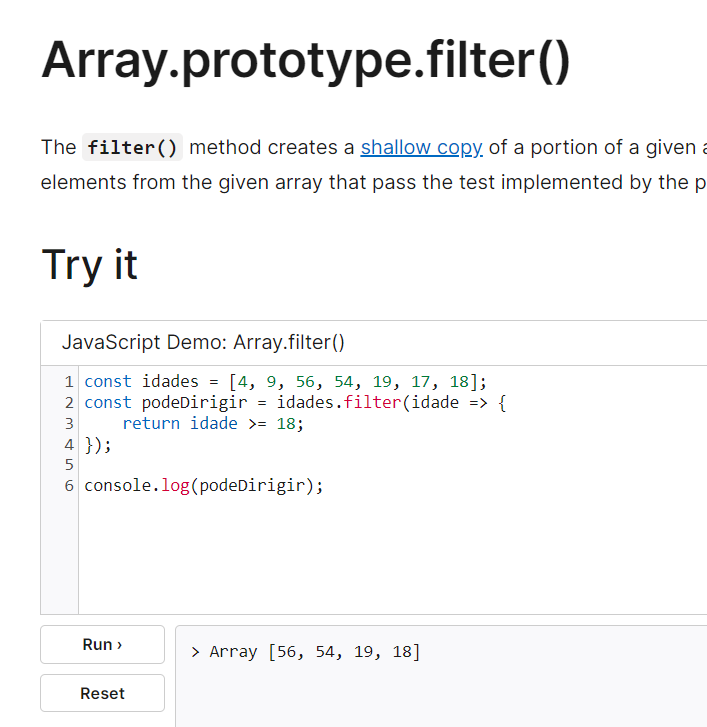 Array.prototype.filter()
The filter() method creates a shallow copy of a portion of a given
elements from the given array that pass the test implemented by the
Try it
JavaScript Demo: Array.filter()
1 const idades = [4, 9, 56, 54, 19, 17, 18];
2 const podeDirigir = idades.filter(idade => {
3     return idade >= 18;
4 });
5
6 console.log(podeDirigir);
Run ›
> Array [56, 54, 19, 18]
Reset